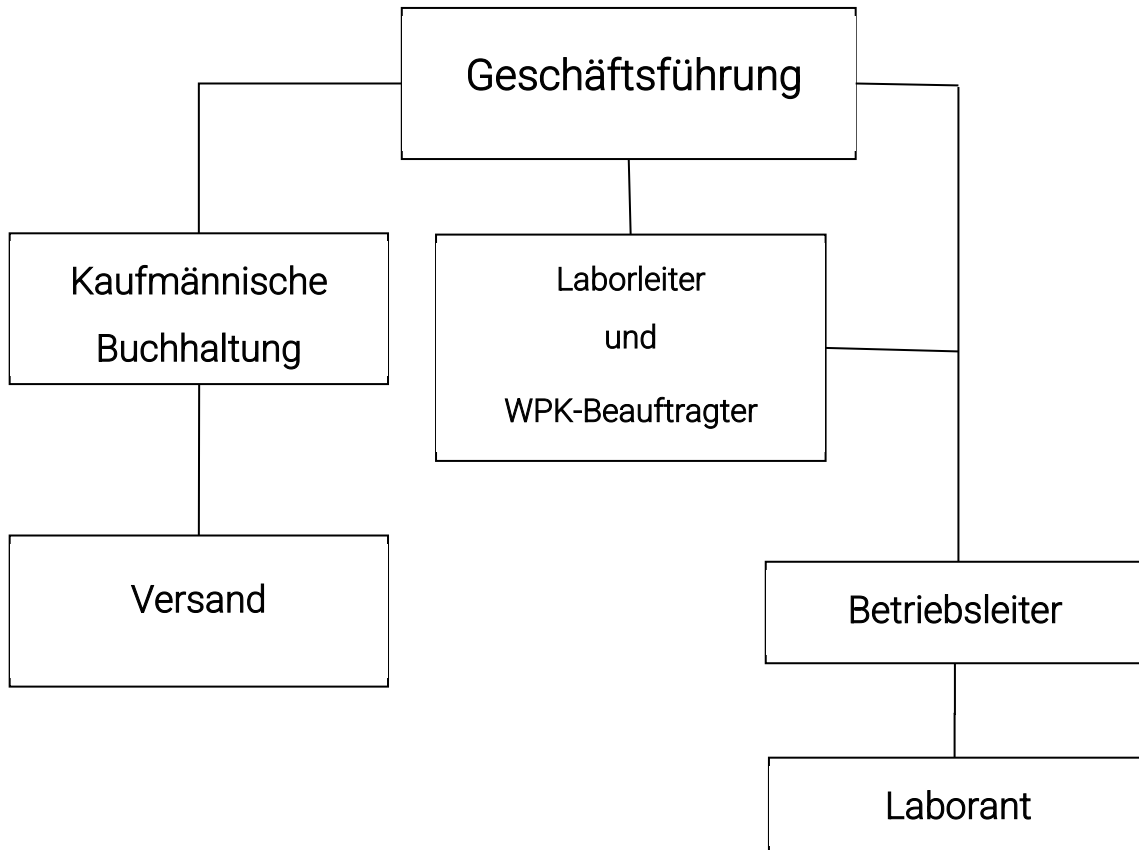 Geschäftsführung
Kaufmännische
Buchhaltung
Laborleiter
und
WPK-Beauftragter
Versand
Betriebsleiter
Laborant